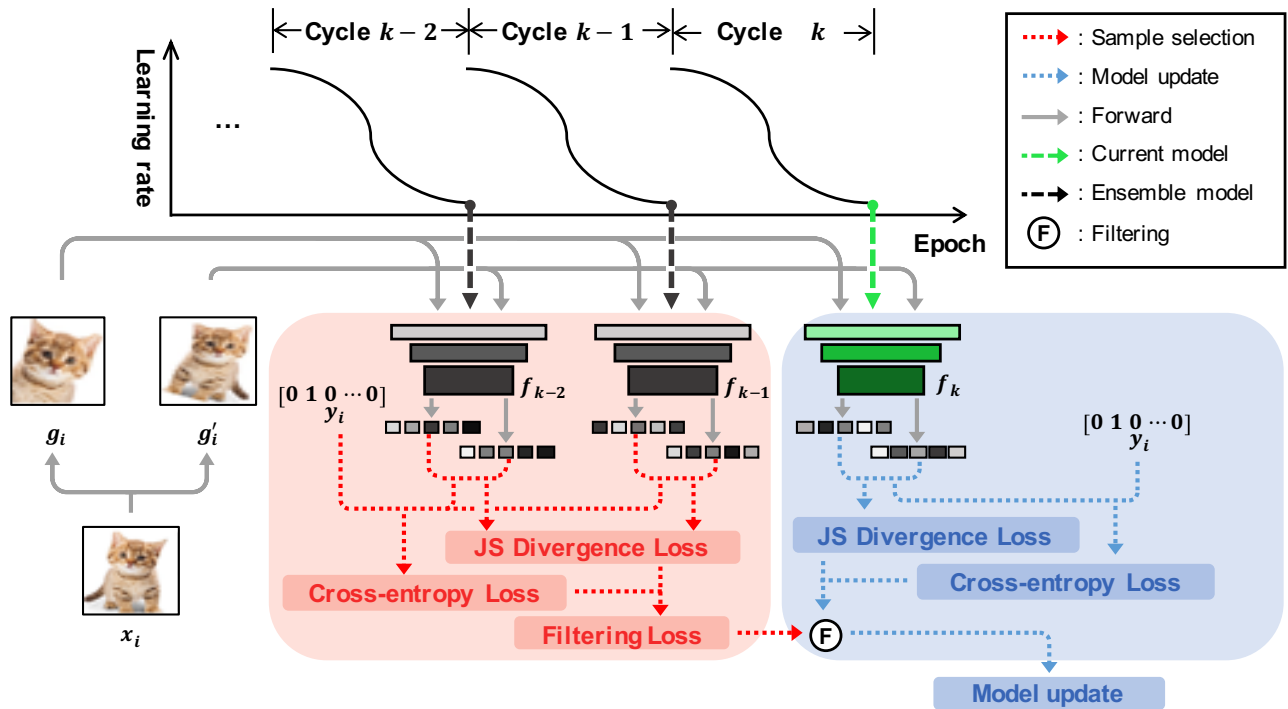 Cycle k − 2
Cycle k − 1
Cycle k
Learning rate
...
Epoch
: Sample selection
: Model update
: Forward
: Current model
: Ensemble model
F : Filtering
g_i
g′_i
x_i
[0 1 0 ⋯ 0]
y_i
f_{k−2}
f_{k−1}
f_k
[0 1 0 ⋯ 0]
y_i
JS Divergence Loss
Cross-entropy Loss
Filtering Loss
JS Divergence Loss
Cross-entropy Loss
F
Model update